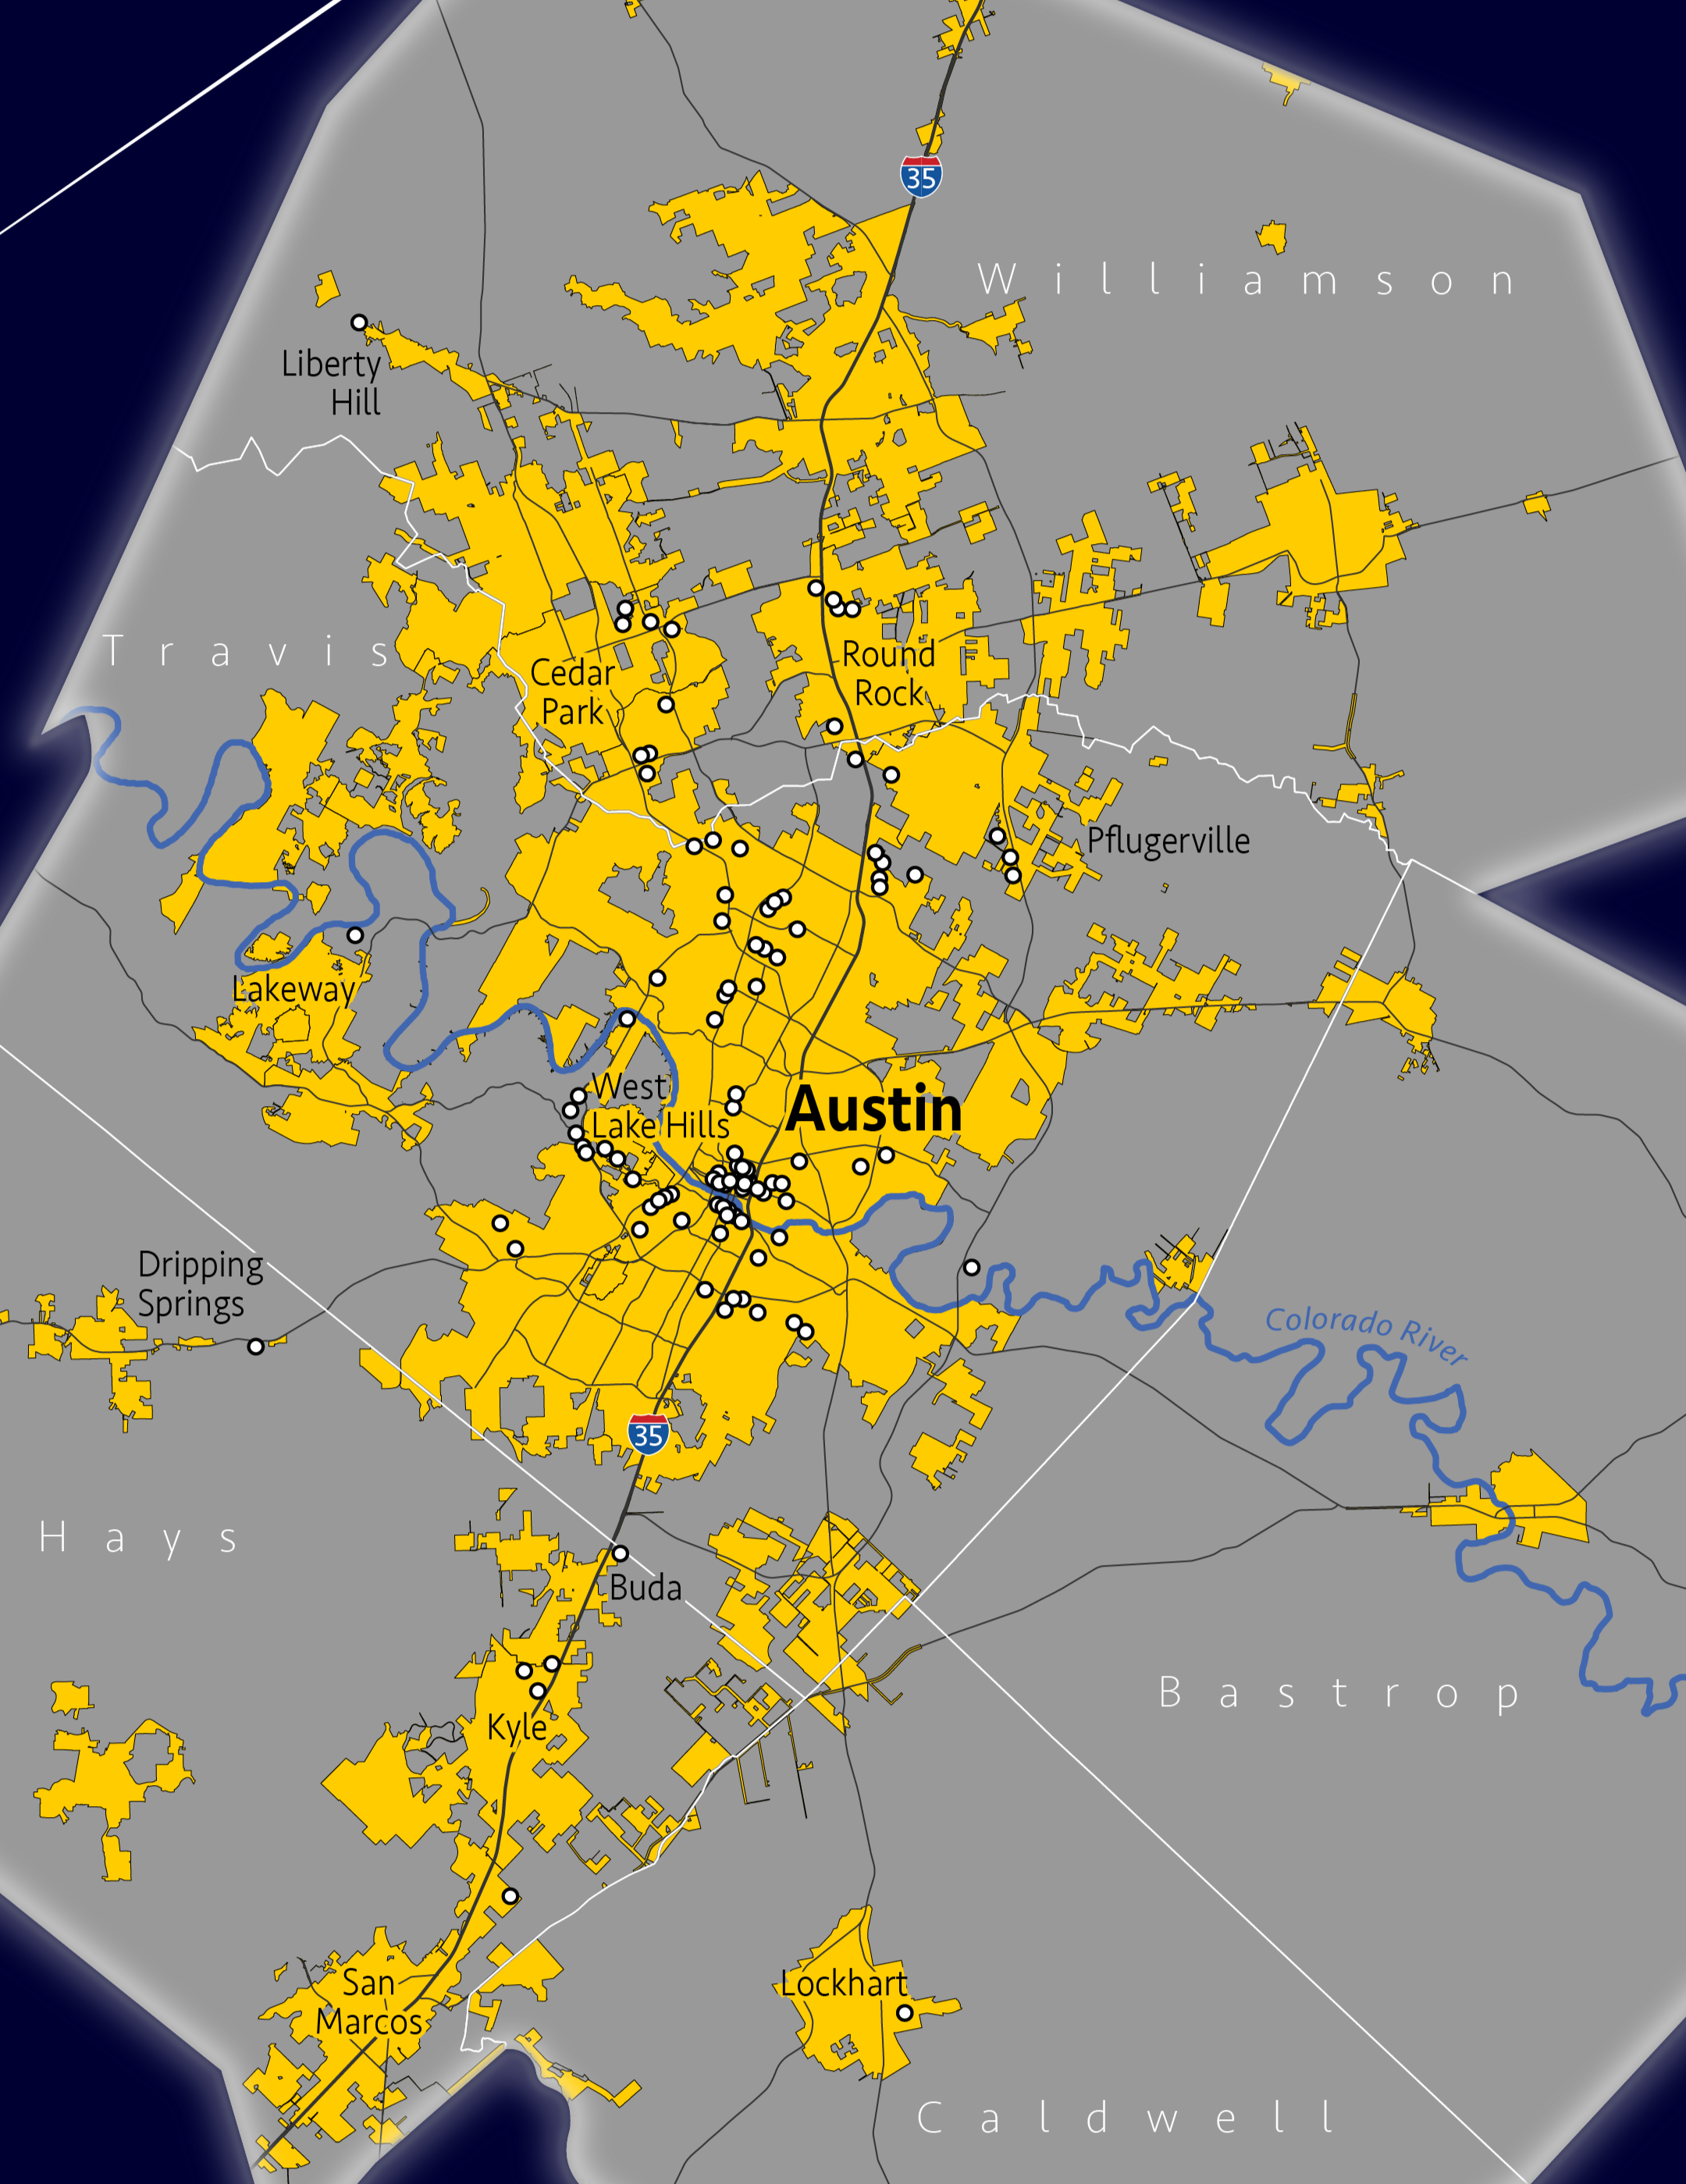 35
Williamson
Liberty
Hill
Travis
Round
Rock
Cedar
Park
Pflugerville
Lakeway
West
Lake Hills
Austin
Dripping
Springs
Colorado River
35
Hays
Buda
Bastrop
Kyle
San
Marcos
Lockhart
Caldwell